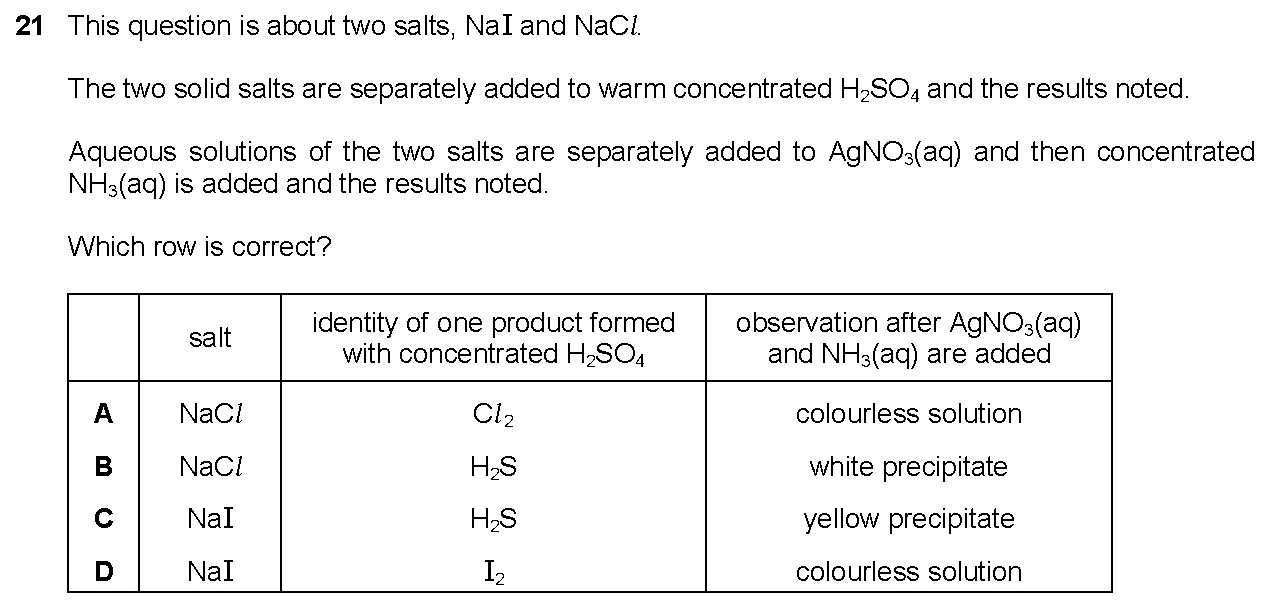 21 This question is about two salts, NaI and NaCl.
The two solid salts are separately added to warm concentrated H₂SO₄ and the results noted.
Aqueous solutions of the two salts are separately added to AgNO₃(aq) and then concentrated
NH₃(aq) is added and the results noted.
Which row is correct?
salt
identity of one product formed
with concentrated H₂SO₄
observation after AgNO₃(aq)
and NH₃(aq) are added
A NaCl Cl₂ colourless solution
B NaCl H₂S white precipitate
C NaI H₂S yellow precipitate
D NaI I₂ colourless solution